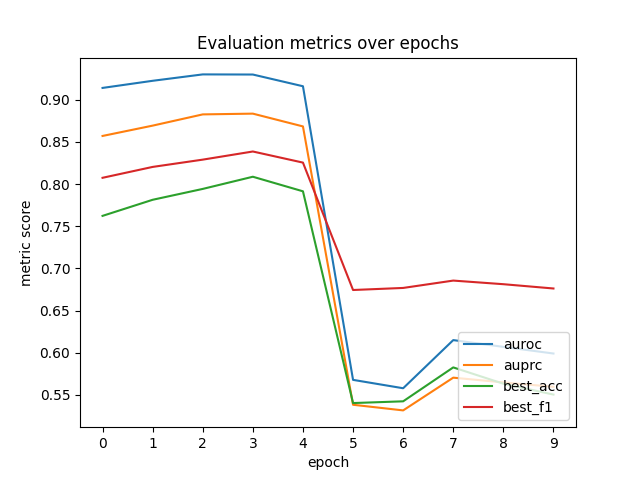 Evaluation metrics over epochs
metric score
0.90
0.85
0.80
0.75
0.70
0.65
0.60
0.55
auroc
auprc
best_acc
best_f1
0 1 2 3 4 5 6 7 8 9
epoch